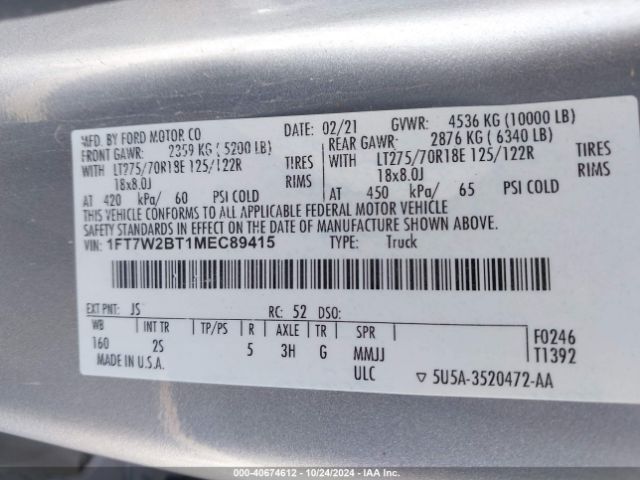 MFD. BY FORD MOTOR CO
DATE: 02/21 GVWR: 4536 KG (10000 LB)
FRONT GAWR: 2359 KG ( 5200 LB)
REAR GAWR: 2876 KG ( 6340 LB)
WITH LT275/70R18E 125/122R TIRES
WITH LT275/70R18E 125/122R TIRES
18x8.0J RIMS
18x8.0J RIMS
AT 420 kPa/ 60 PSI COLD
AT 450 kPa/ 65 PSI COLD
THIS VEHICLE CONFORMS TO ALL APPLICABLE FEDERAL MOTOR VEHICLE
SAFETY STANDARDS IN EFFECT ON THE DATE OF MANUFACTURE SHOWN ABOVE.
VIN: 1FT7W2BT1MEC89415 TYPE: Truck
EXT PNT: JS RC: 52 DSO:
WB INT TR TP/PS R AXLE TR SPR
160 2S 5 3H G MMJJ
ULC
F0246
T1392
MADE IN U.S.A.
▽ 5U5A-3520472-AA
000-40674612 - 10/24/2024 - IAA Inc.